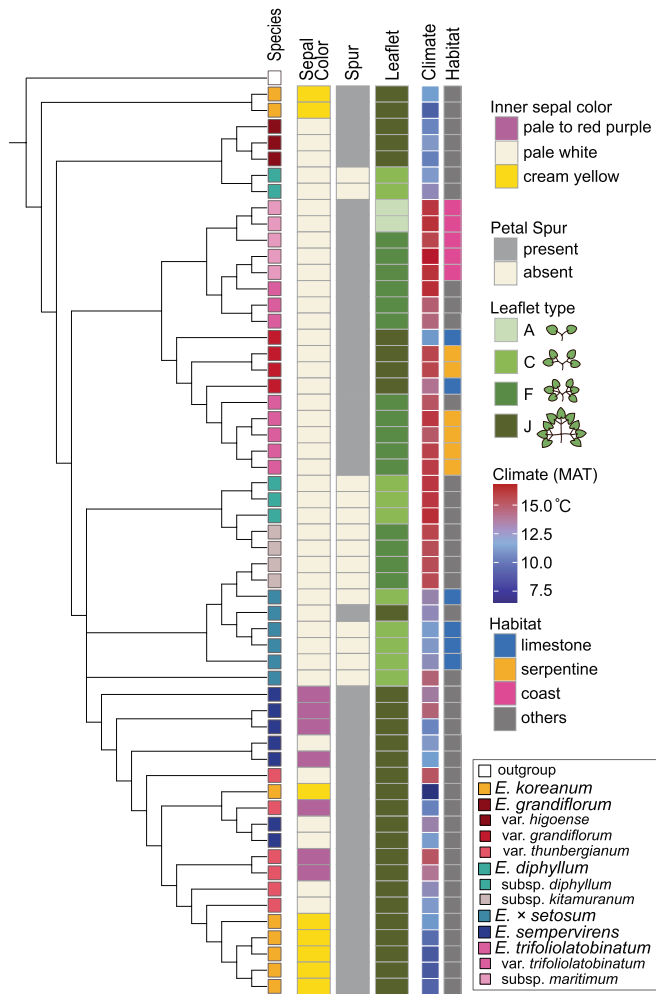 Species
Sepal
Color
Spur
Leaflet
Climate
Habitat
Inner sepal color
pale to red purple
pale white
cream yellow
Petal Spur
present
absent
Leaflet type
A
C
F
J
Climate (MAT)
15.0 °C
12.5
10.0
7.5
Habitat
limestone
serpentine
coast
others
outgroup
E. koreanum
E. grandiflorum
var. higoense
var. grandiflorum
var. thunbergianum
E. diphyllum
subsp. diphyllum
subsp. kitamuranum
E. × setosum
E. sempervirens
E. trifoliolatobinatum
var. trifoliolatobinatum
subsp. maritimum